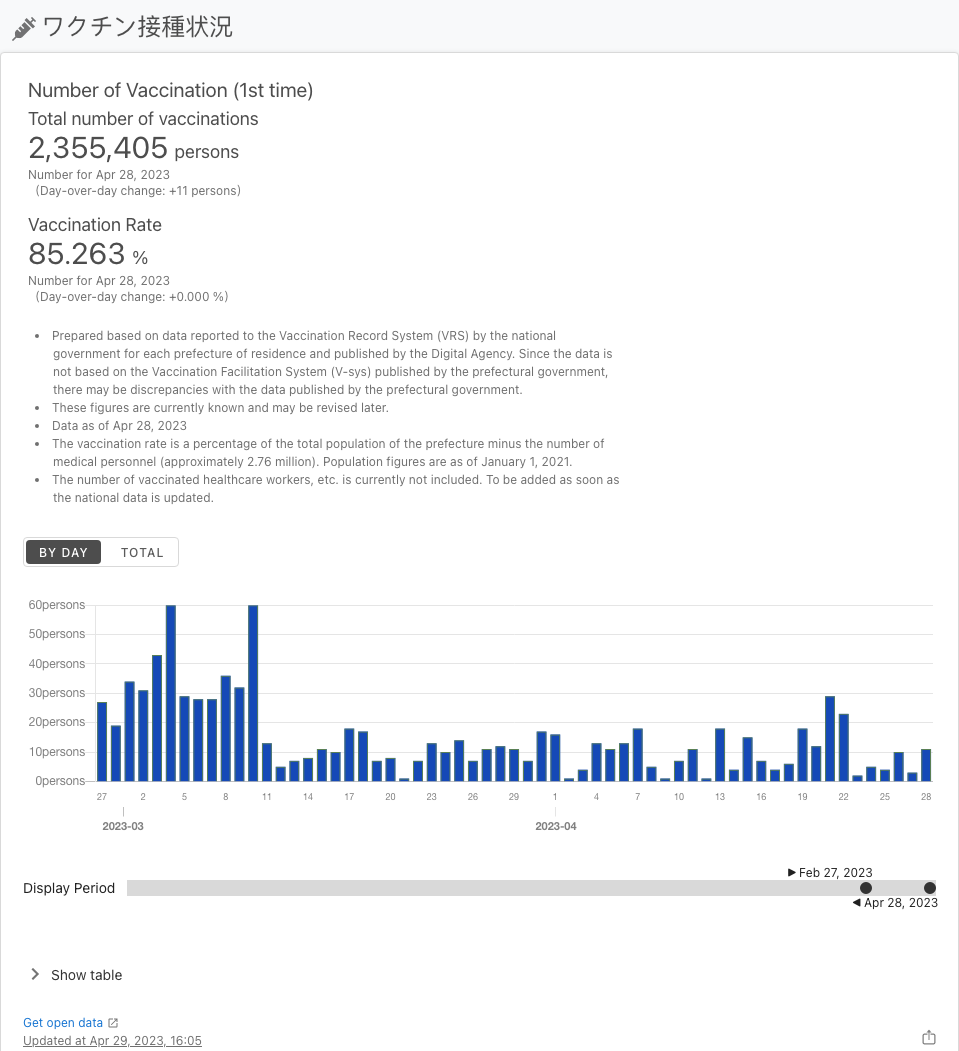 ワクチン接種状況
Number of Vaccination (1st time)
Total number of vaccinations
2,355,405 persons
Number for Apr 28, 2023
(Day-over-day change: +11 persons)
Vaccination Rate
85.263 %
Number for Apr 28, 2023
(Day-over-day change: +0.000 %)
• Prepared based on data reported to the Vaccination Record System (VRS) by the national
government for each prefecture of residence and published by the Digital Agency. Since the data is
not based on the Vaccination Facilitation System (V-sys) published by the prefectural government,
there may be discrepancies with the data published by the prefectural government.
• These figures are currently known and may be revised later.
• Data as of Apr 28, 2023
• The vaccination rate is a percentage of the total population of the prefecture minus the number of
medical personnel (approximately 2.76 million). Population figures are as of January 1, 2021.
• The number of vaccinated healthcare workers, etc. is currently not included. To be added as soon as
the national data is updated.
BY DAY TOTAL
60persons
50persons
40persons
30persons
20persons
10persons
0persons
27 2 5 8 11 14 17 20 23 26 29 1 4 7 10 13 16 19 22 25 28
2023-03 2023-04
▶ Feb 27, 2023
Display Period
◀ Apr 28, 2023
Show table
Get open data
Updated at Apr 29, 2023, 16:05